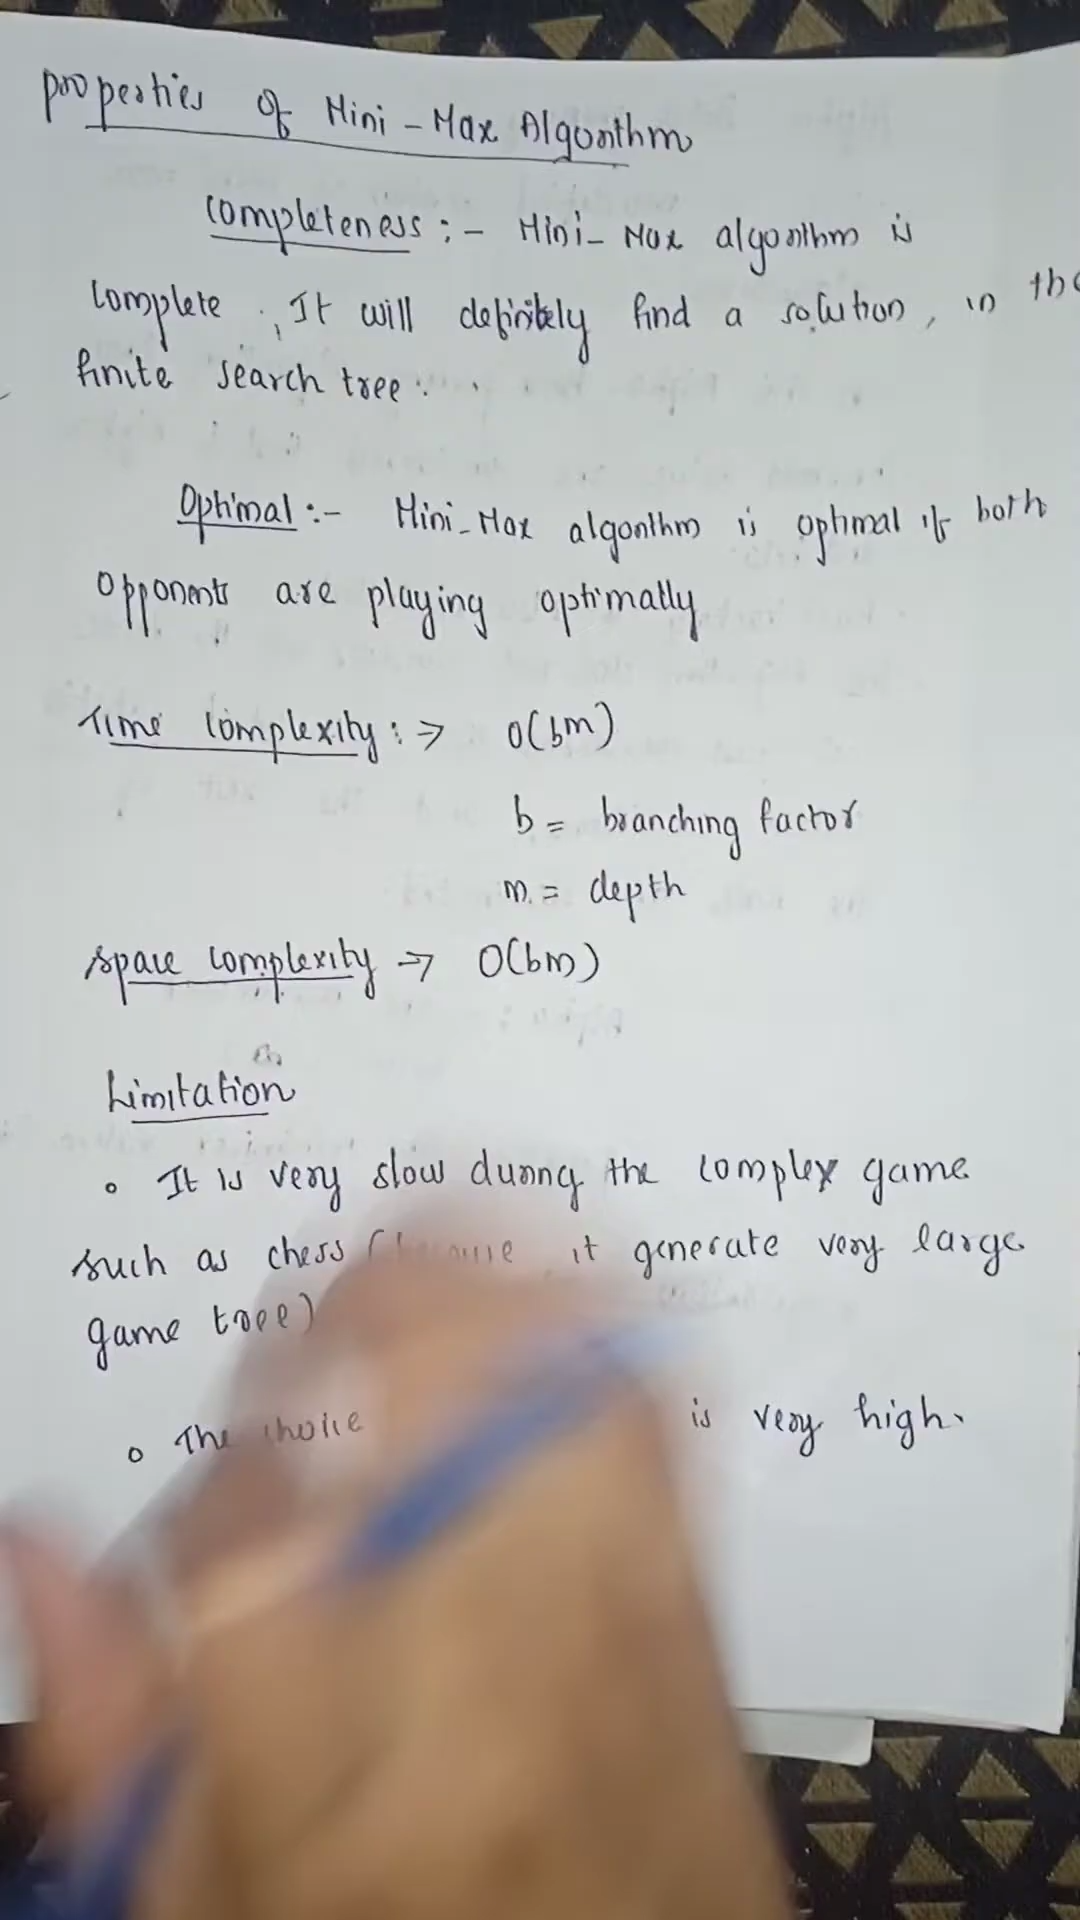 Properties of Mini-Max Algorithm
Completeness :- Mini-Max algorithm is
complete, It will definitely find a solution, in the
finite search tree.
Optimal :- Mini-Max algorithm is optimal if both
opponents are playing optimally
Time complexity : → O(bm)
b = branching factor
m = depth
Space complexity → O(bm)
Limitation
It is very slow during the complex game
such as chess (because it generate very large
game tree)
The choice is very high.